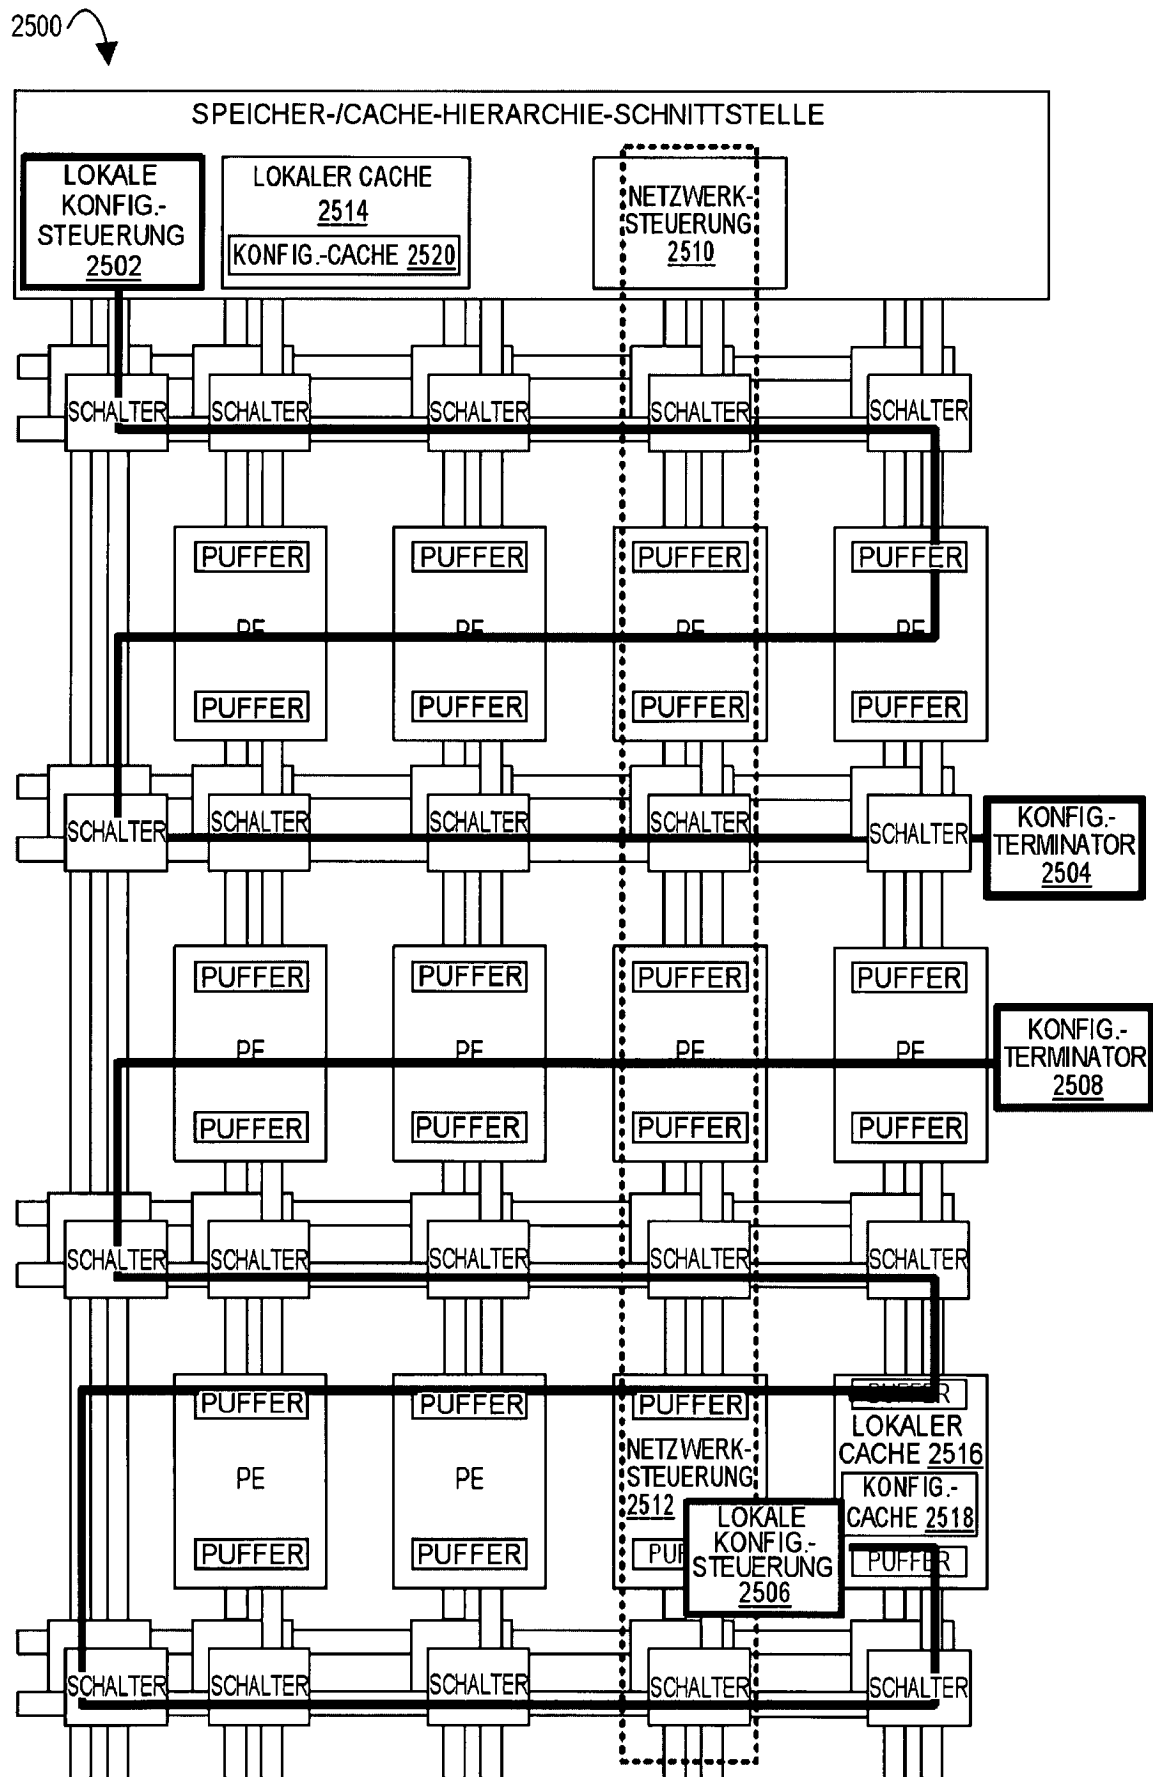 2500
SPEICHER-/CACHE-HIERARCHIE-SCHNITTSTELLE
LOKALE
KONFIG.-
STEUERUNG
2502
LOKALER CACHE
2514
KONFIG.-CACHE 2520
NETZWERK-
STEUERUNG
2510
SCHALTER SCHALTER SCHALTER SCHALTER SCHALTER
PUFFER PUFFER PUFFER PUFFER
PE PE PE PE
PUFFER PUFFER PUFFER PUFFER
SCHALTER SCHALTER SCHALTER SCHALTER SCHALTER
KONFIG.-
TERMINATOR
2504
PUFFER PUFFER PUFFER PUFFER
PE PE PE PE
KONFIG.-
TERMINATOR
2508
PUFFER PUFFER PUFFER PUFFER
SCHALTER SCHALTER SCHALTER SCHALTER SCHALTER
PUFFER PUFFER PUFFER PUFFER
PE PE
NETZWERK-
STEUERUNG
2512
LOKALER
CACHE 2516
KONFIG.-
CACHE 2518
LOKALE
KONFIG.-
STEUERUNG
2506
PUFFER PUFFER PUF PUFFER
SCHALTER SCHALTER SCHALTER SCHALTER SCHALTER